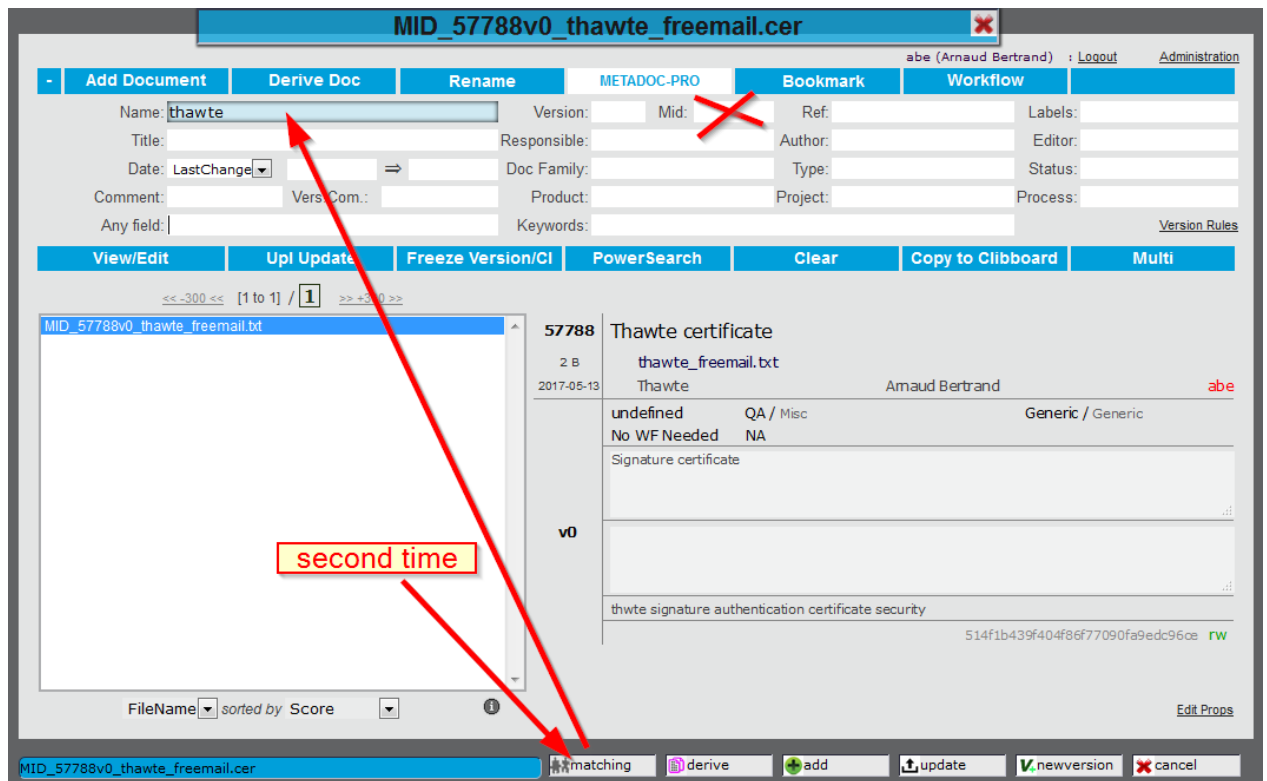 MID_57788v0_thawte_freemail.cer
abe (Arnaud Bertrand) : Logout Administration
- Add Document Derive Doc Rename METADOC-PRO Bookmark Workflow
Name: thawte Version: Mid: Ref: Labels:
Title: Responsible: Author: Editor:
Date: LastChange ⇒ Doc Family: Type: Status:
Comment: Vers.Com.: Product: Project: Process:
Any field: Keywords: Version Rules
View/Edit Upl Update Freeze Version/CI PowerSearch Clear Copy to Clibboard Multi
<< -300 << [1 to 1] / 1 >> +300 >>
MID_57788v0_thawte_freemail.txt
57788 Thawte certificate
2 B thawte_freemail.txt
2017-05-13 Thawte Arnaud Bertrand abe
undefined QA / Misc Generic / Generic
No WF Needed NA
Signature certificate
v0
second time
thwte signature authentication certificate security
514f1b439f404f86f77090fa9edc96ce rw
FileName sorted by Score
Edit Props
MID_57788v0_thawte_freemail.cer matching derive add update newversion cancel